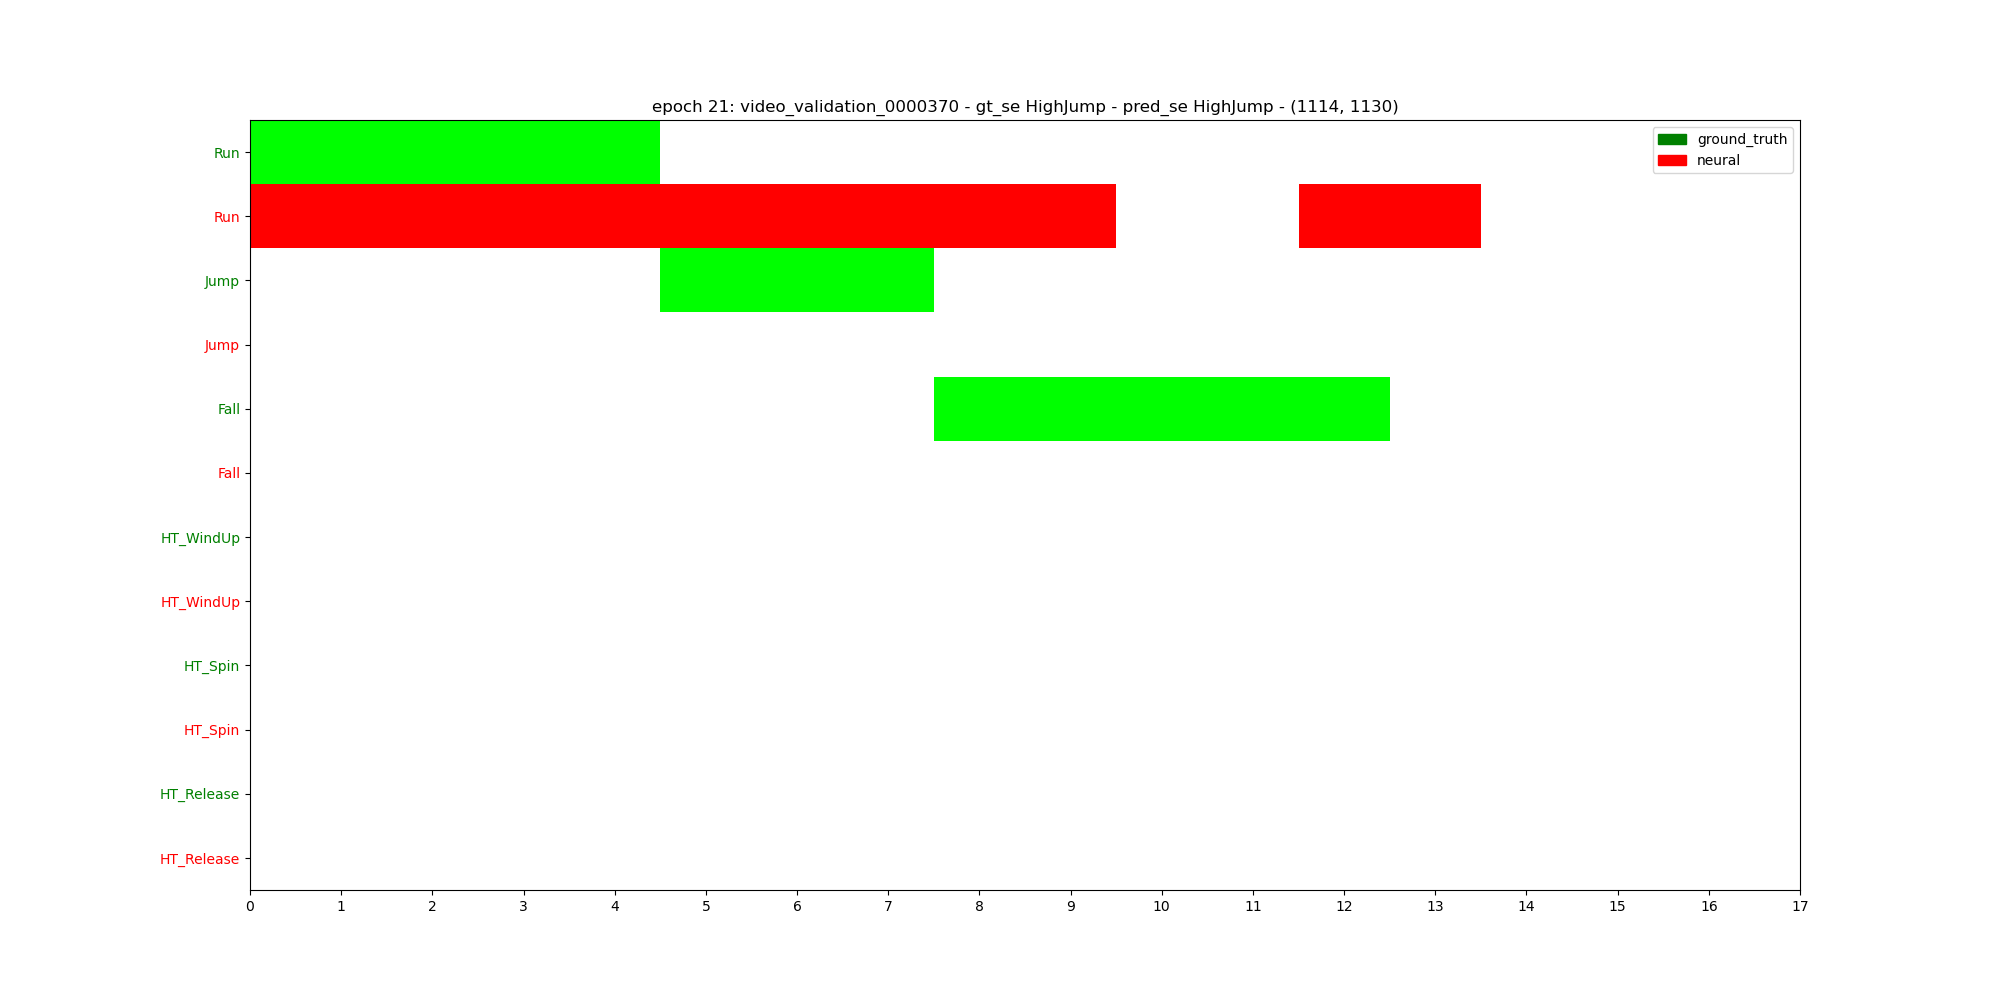 epoch 21: video_validation_0000370 - gt_se HighJump - pred_se HighJump - (1114, 1130)
ground_truth
neural
Run
Run
Jump
Jump
Fall
Fall
HT_WindUp
HT_WindUp
HT_Spin
HT_Spin
HT_Release
HT_Release
0 1 2 3 4 5 6 7 8 9 10 11 12 13 14 15 16 17